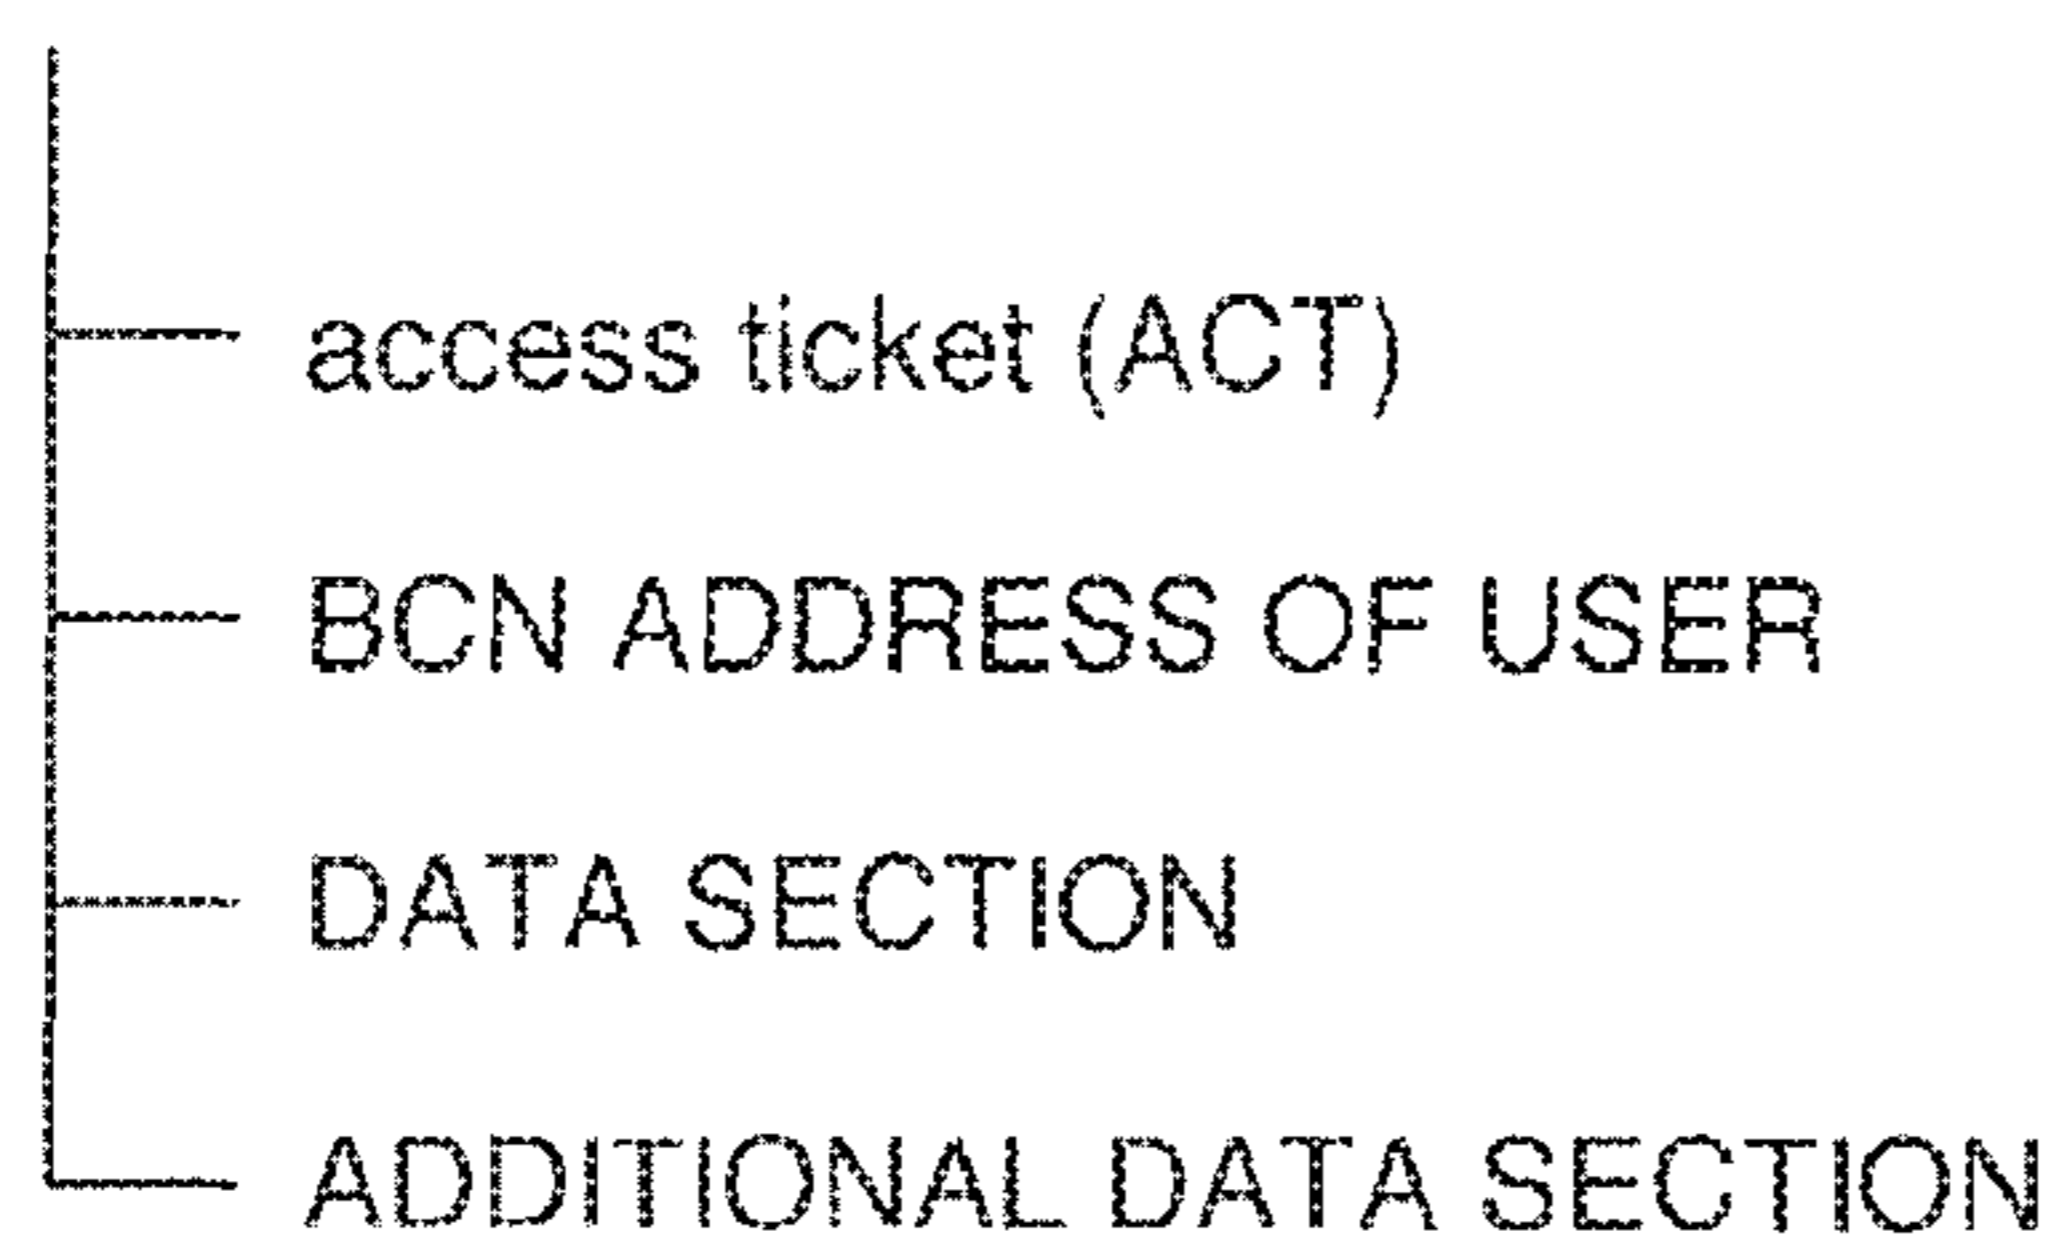 access ticket (ACT)
BCN ADDRESS OF USER
DATA SECTION
ADDITIONAL DATA SECTION